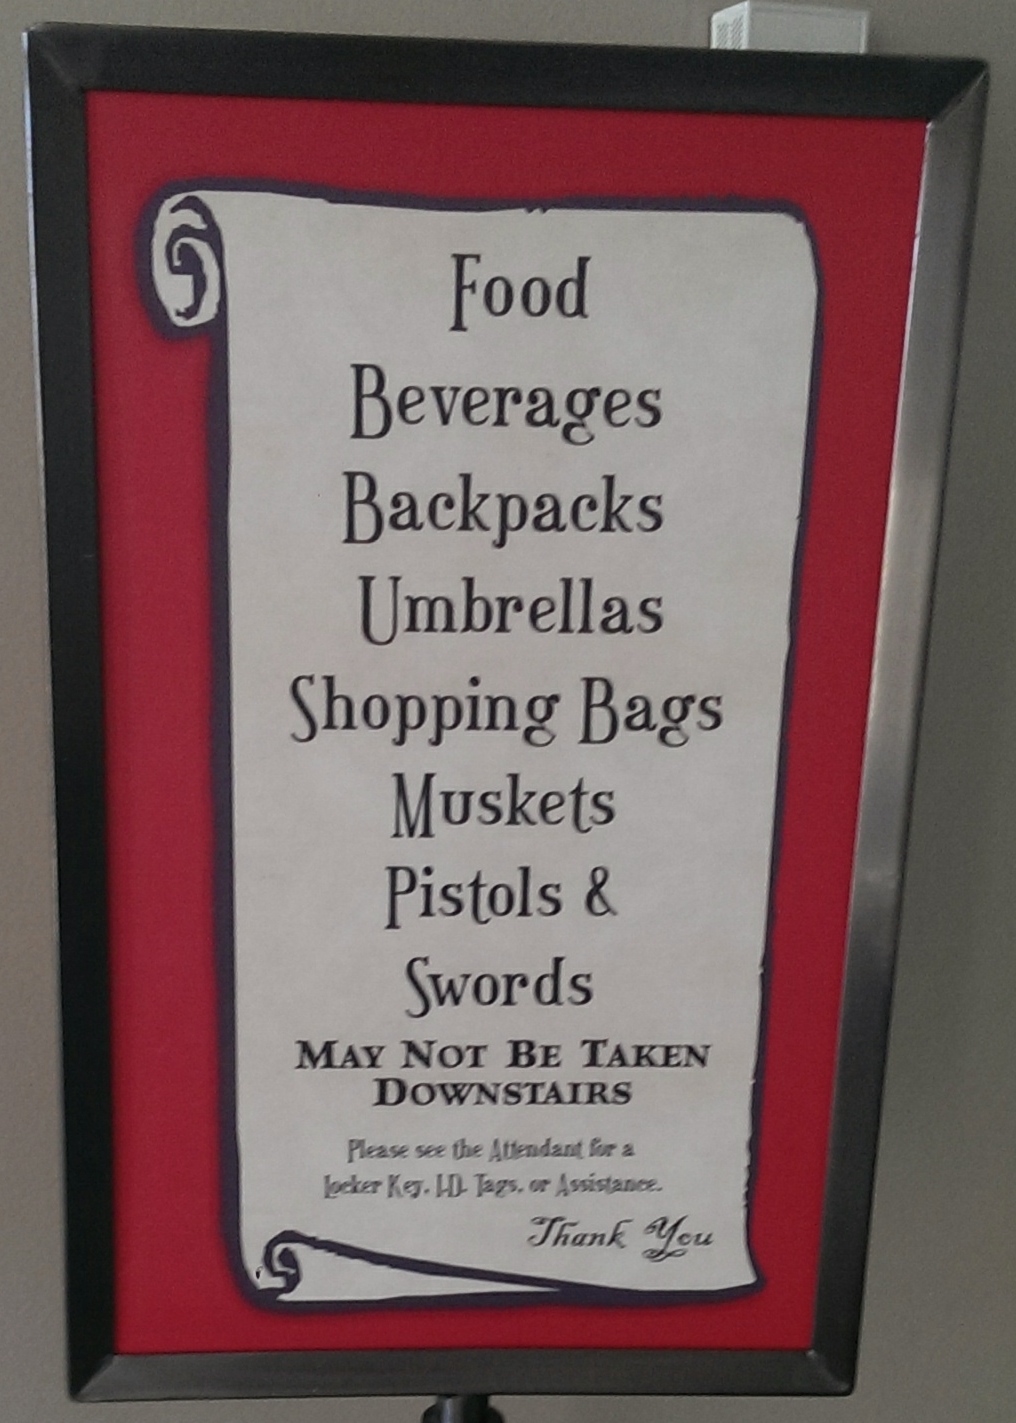 Food
Beverages
Backpacks
Umbrellas
Shopping Bags
Muskets
Pistols &
Swords
MAY NOT BE TAKEN
DOWNSTAIRS
Please see the Attendant for a
Locker Key, I.D. Tags, or Assistance.
Thank You